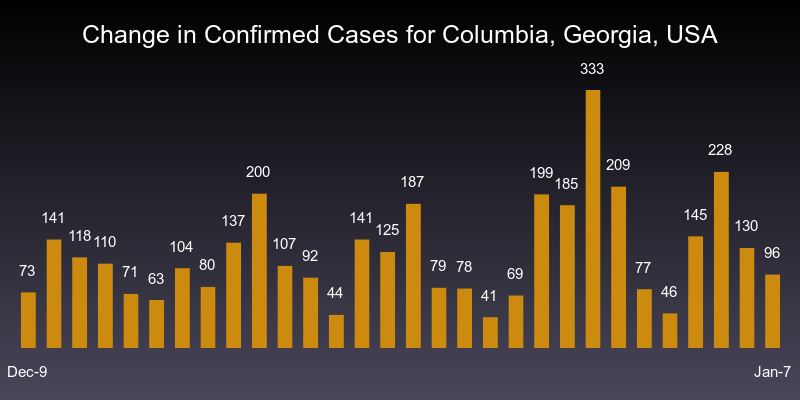 Change in Confirmed Cases for Columbia, Georgia, USA
73 141 118 110 71 63 104 80 137 200 107 92 44 141 125 187 79 78 41 69 199 185 333 209 77 46 145 228 130 96
Dec-9 Jan-7